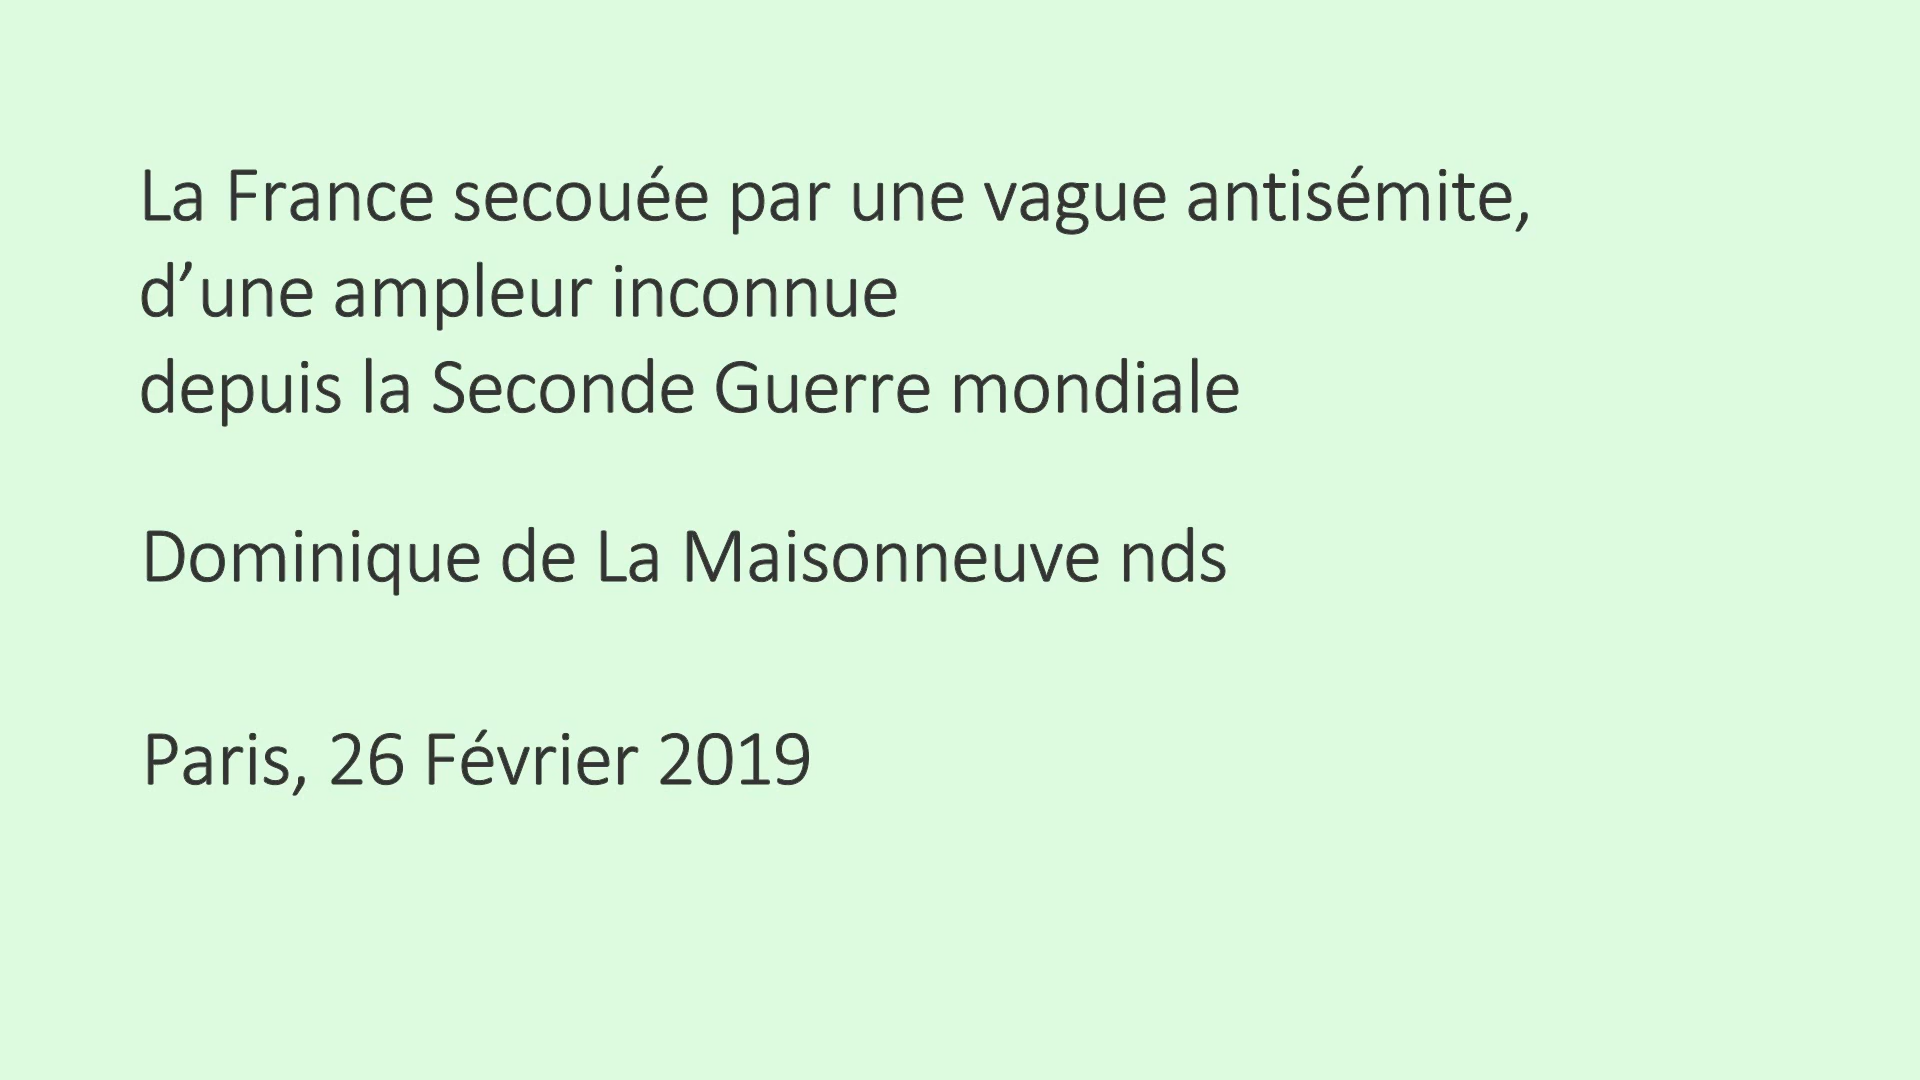 La France secouée par une vague antisémite,
d’une ampleur inconnue
depuis la Seconde Guerre mondiale
Dominique de La Maisonneuve nds
Paris, 26 Février 2019